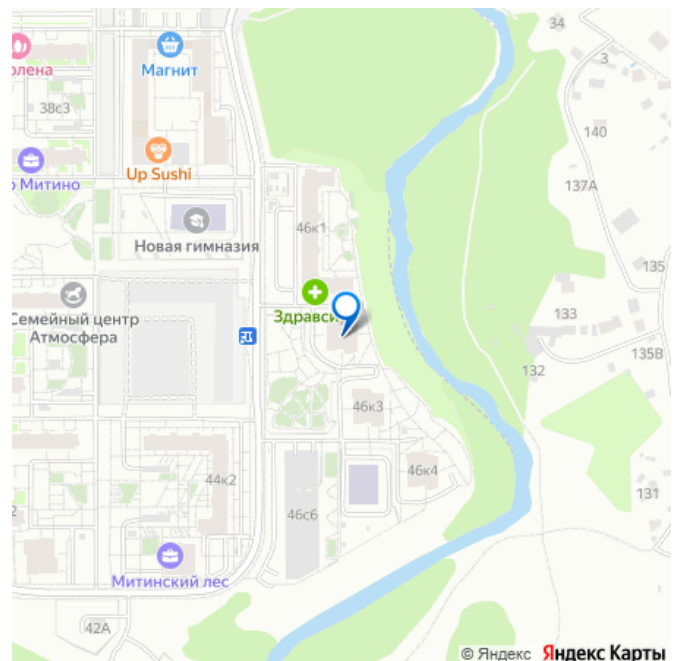 34
3
олена
Магнит
38с3
140
Up Sushi
о Митино
137А
46к1
Новая гимназия
135
Здравси
133
Семейный центр
Атмосфера
135В
132
46к3
46к4
44к2
131
2
46с6
Митинский лес
42А
© Яндекс Яндекс Карты